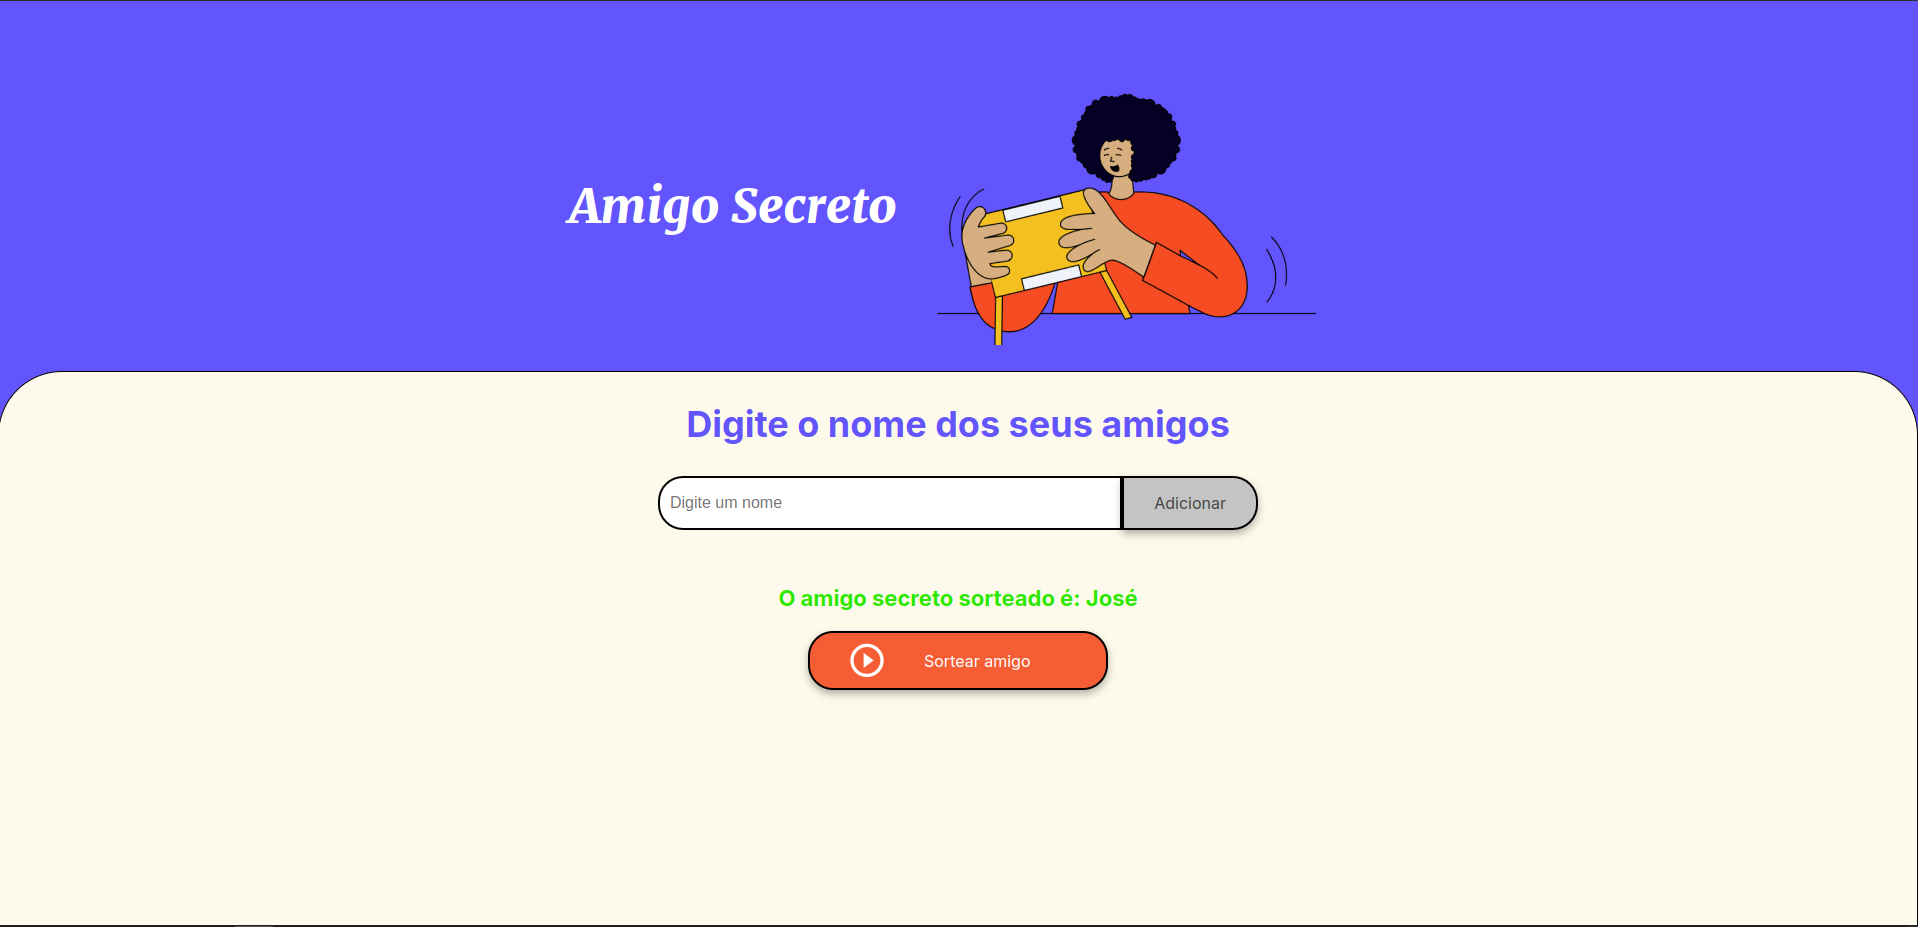 Amigo Secreto
Digite o nome dos seus amigos
Digite um nome
Adicionar
O amigo secreto sorteado é: José
Sortear amigo